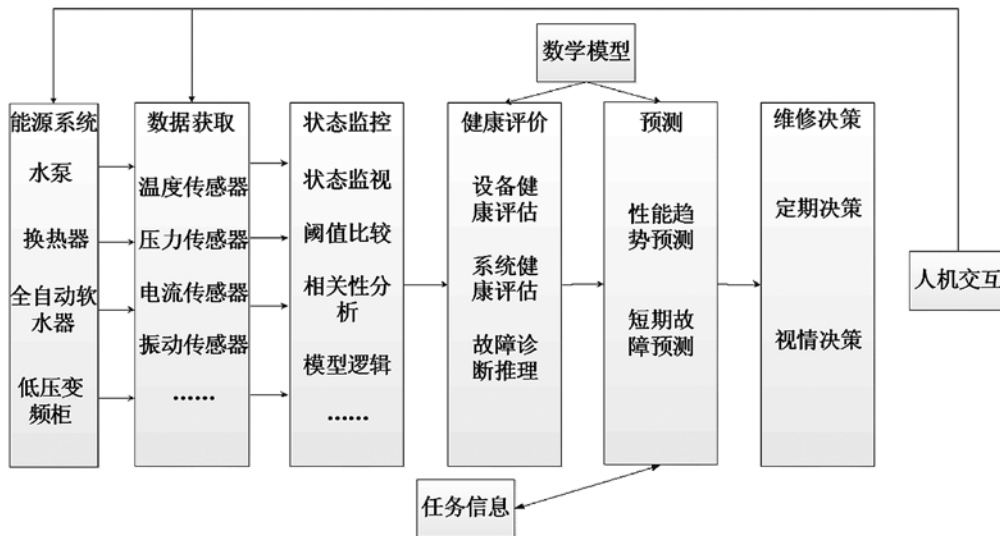 数学模型
能源系统
水泵
换热器
全自动软
水器
低压变
频柜
数据获取
温度传感器
压力传感器
电流传感器
振动传感器
……
状态监控
状态监视
阈值比较
相关性分
析
模型逻辑
……
健康评价
设备健
康评估
系统健
康评估
故障诊
断推理
预测
性能趋
势预测
短期故
障预测
维修决策
定期决策
视情决策
人机交互
任务信息